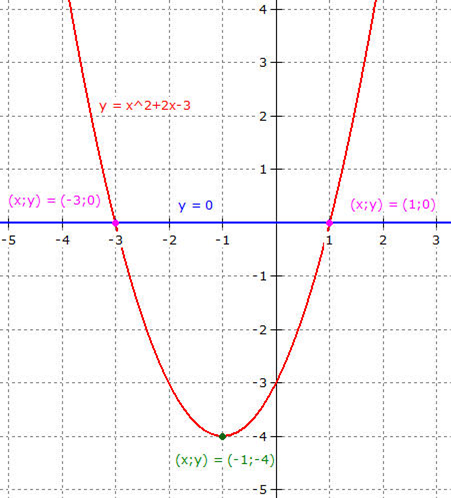 4
3
y = x^2+2x-3
2
1
(x;y) = (-3;0)
y = 0
(x;y) = (1;0)
-5 -4 -3 -2 -1 1 2 3
-1
-2
-3
-4
(x;y) = (-1;-4)
-5